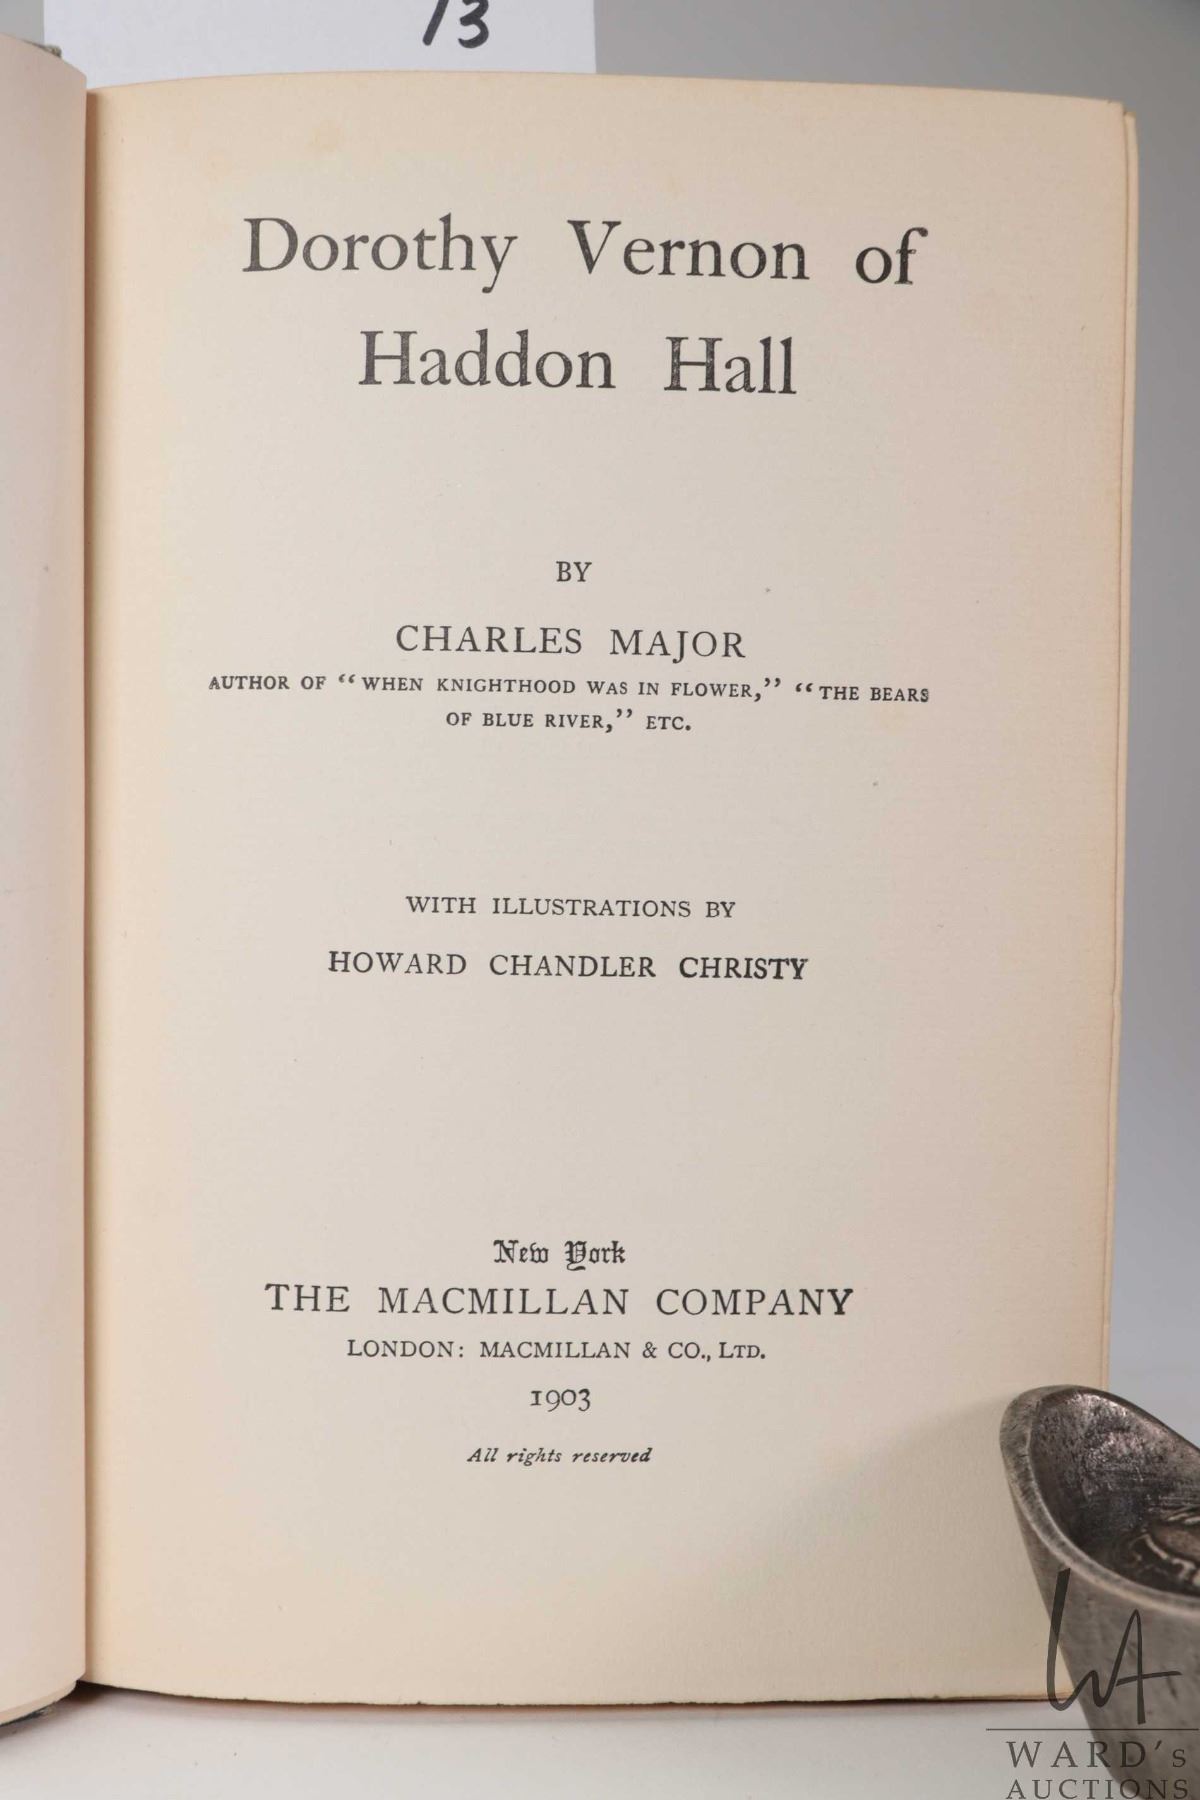 13
Dorothy Vernon of
Haddon Hall
BY
CHARLES MAJOR
AUTHOR OF “WHEN KNIGHTHOOD WAS IN FLOWER,” “THE BEARS
OF BLUE RIVER,” ETC.
WITH ILLUSTRATIONS BY
HOWARD CHANDLER CHRISTY
New York
THE MACMILLAN COMPANY
LONDON: MACMILLAN & CO., LTD.
1903
All rights reserved
WA
WARD's
AUCTIONS